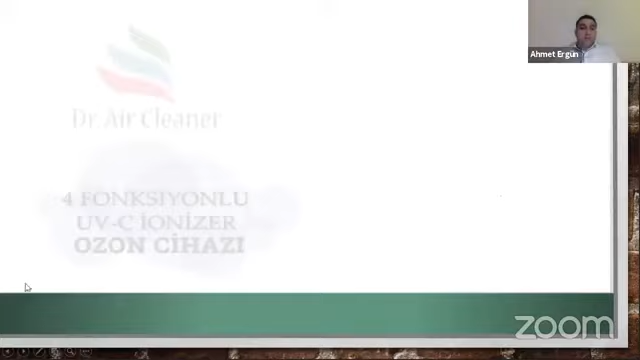 Ahmet Ergün
Dr. Air Cleaner
4 FONKSİYONLU
UV-C İONİZER
OZON CİHAZI
zoom